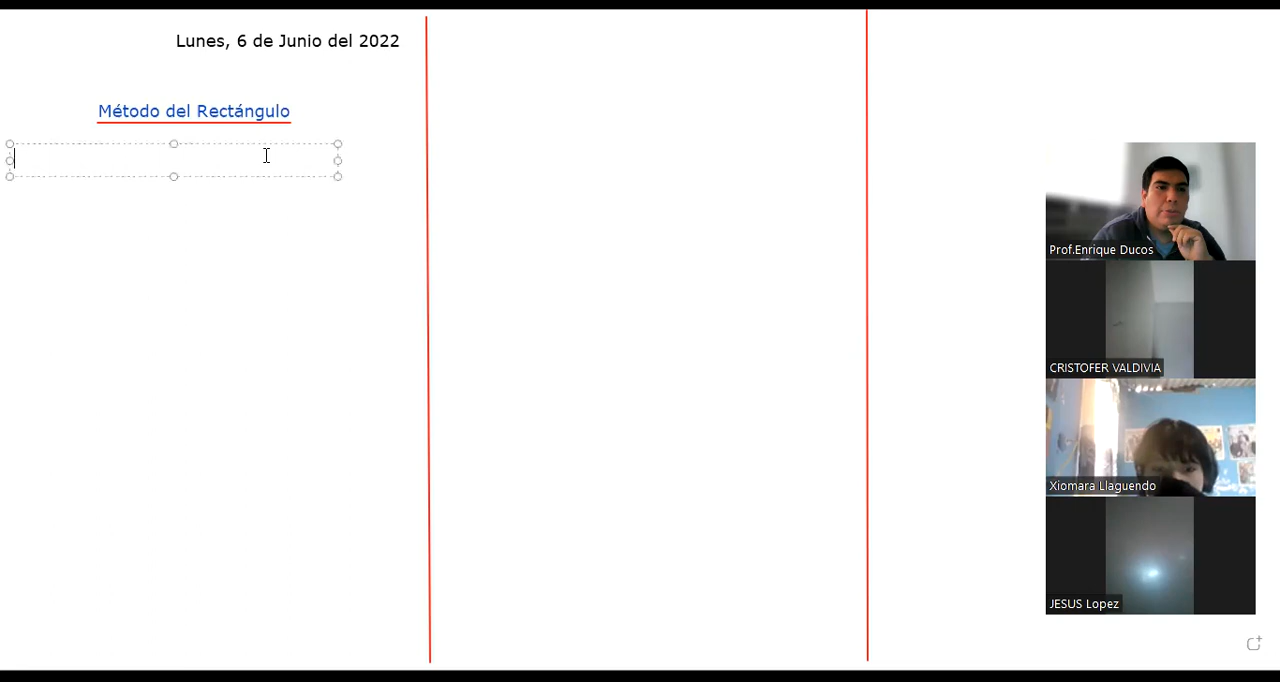 Lunes, 6 de Junio del 2022
Método del Rectángulo
Prof.Enrique Ducos
CRISTOFER VALDIVIA
Xiomara Llaguendo
JESUS Lopez